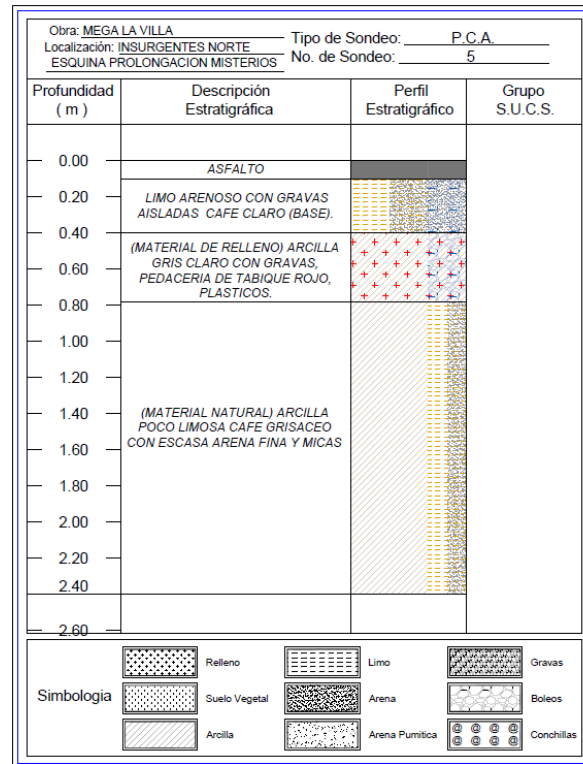 Obra: MEGA LA VILLA
Localización: INSURGENTES NORTE
ESQUINA PROLONGACION MISTERIOS
Tipo de Sondeo: P.C.A.
No. de Sondeo: 5
Profundidad
( m )
Descripción
Estratigráfica
Perfil
Estratigráfico
Grupo
S.U.C.S.
0.00
ASFALTO
0.20
LIMO ARENOSO CON GRAVAS
AISLADAS CAFE CLARO (BASE).
0.40
(MATERIAL DE RELLENO) ARCILLA
GRIS CLARO CON GRAVAS,
0.60
PEDACERIA DE TABIQUE ROJO,
PLASTICOS.
0.80
1.00
1.20
1.40
(MATERIAL NATURAL) ARCILLA
POCO LIMOSA CAFE GRISACEO
CON ESCASA ARENA FINA Y MICAS
1.60
1.80
2.00
2.20
2.40
2.60
Simbologia
Relleno
Limo
Gravas
Suelo Vegetal
Arena
Boleos
Arcilla
Arena Pumitica
Conchillas